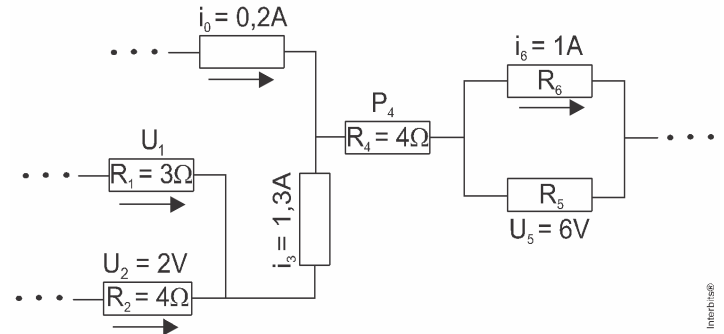 i₀ = 0,2A
P₄
R₄ = 4Ω
i₆ = 1A
R₆
R₅
U₅ = 6V
U₁
R₁ = 3Ω
i₃ = 1,3A
U₂ = 2V
R₂ = 4Ω
Interbits®